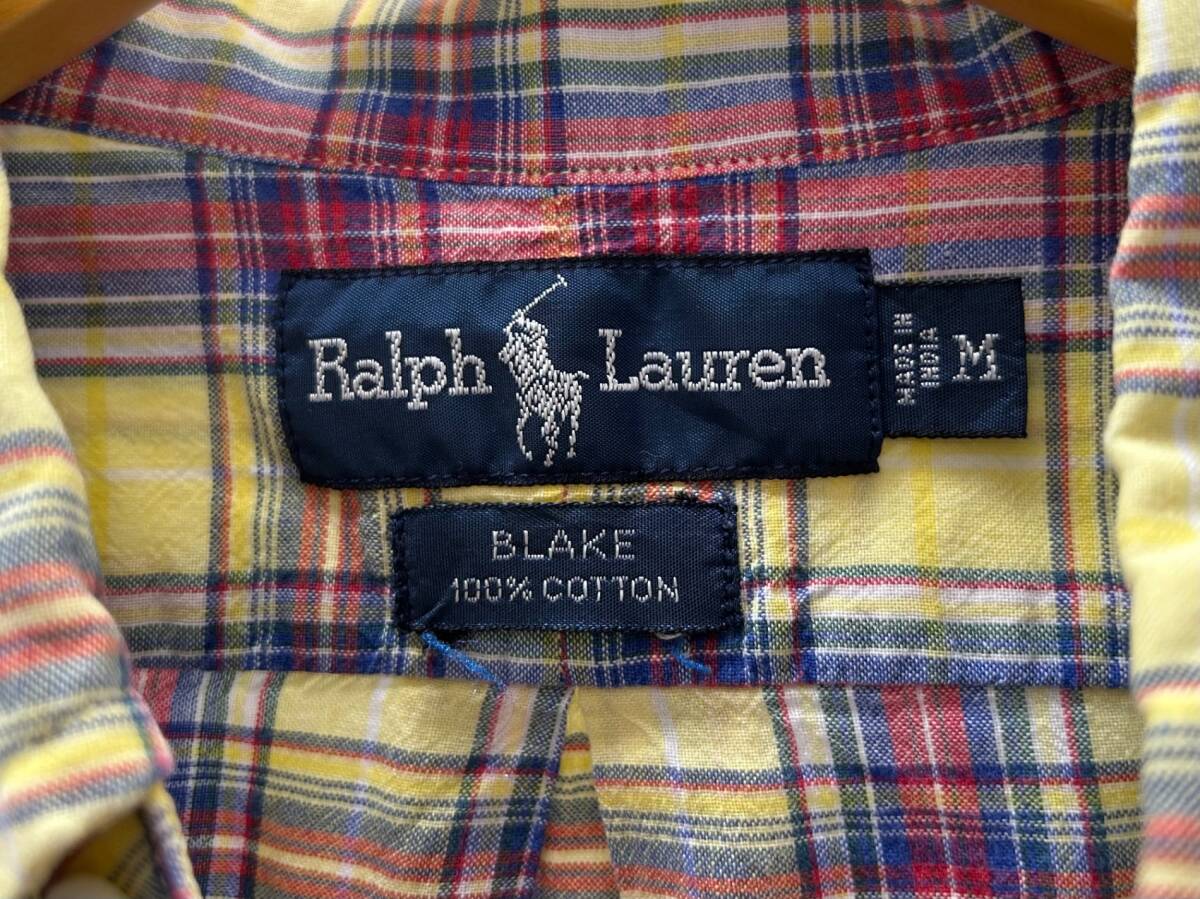 Ralph Lauren
MADE IN
INDIA
M
BLAKE
100% COTTON